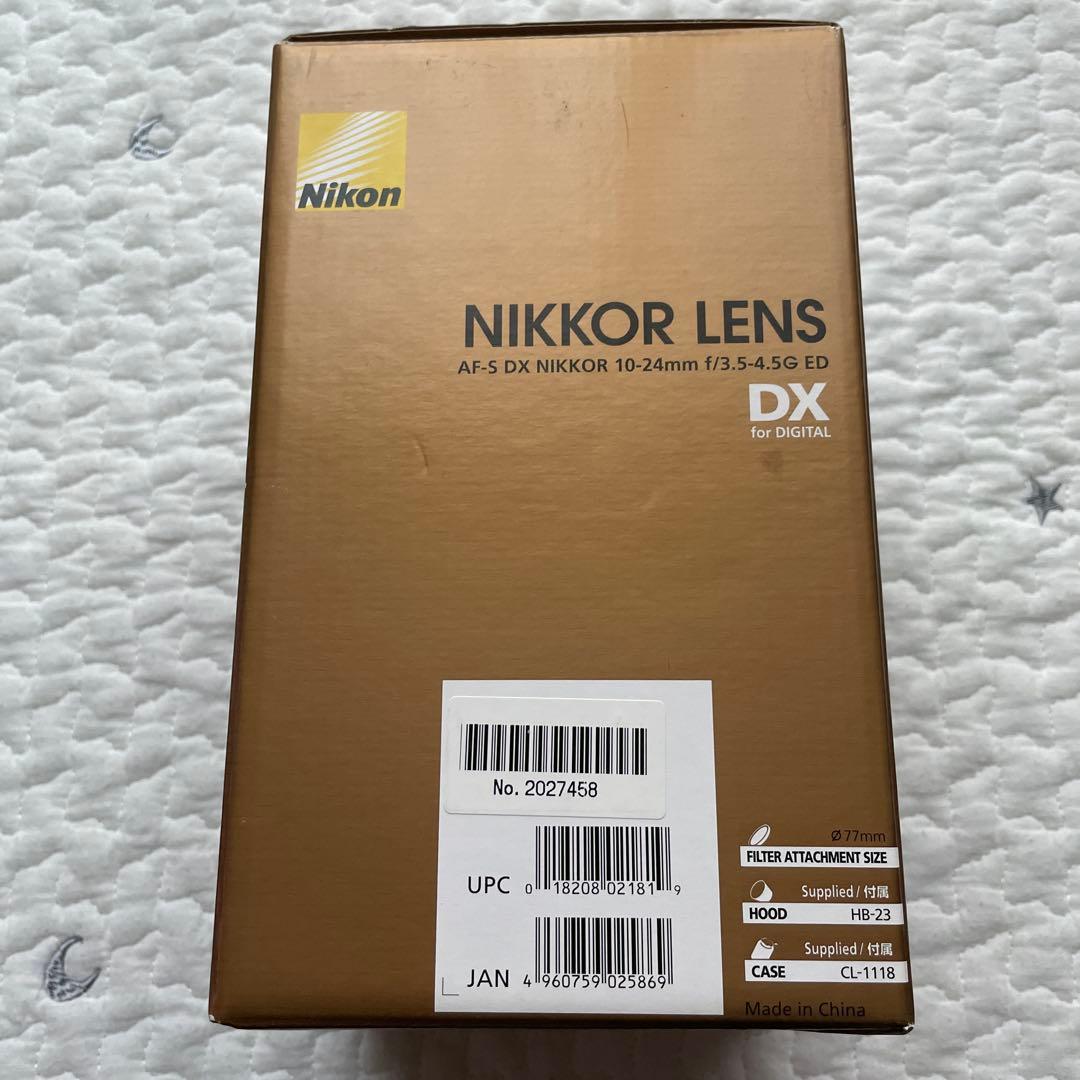 Nikon
NIKKOR LENS
AF-S DX NIKKOR 10-24mm f/3.5-4.5G ED
DX
for DIGITAL
No. 2027458
UPC 0 18208 02181 9
JAN 4 960759 025869
Ø77mm
FILTER ATTACHMENT SIZE
Supplied / 付属
HOOD HB-23
Supplied / 付属
CASE CL-1118
Made in China